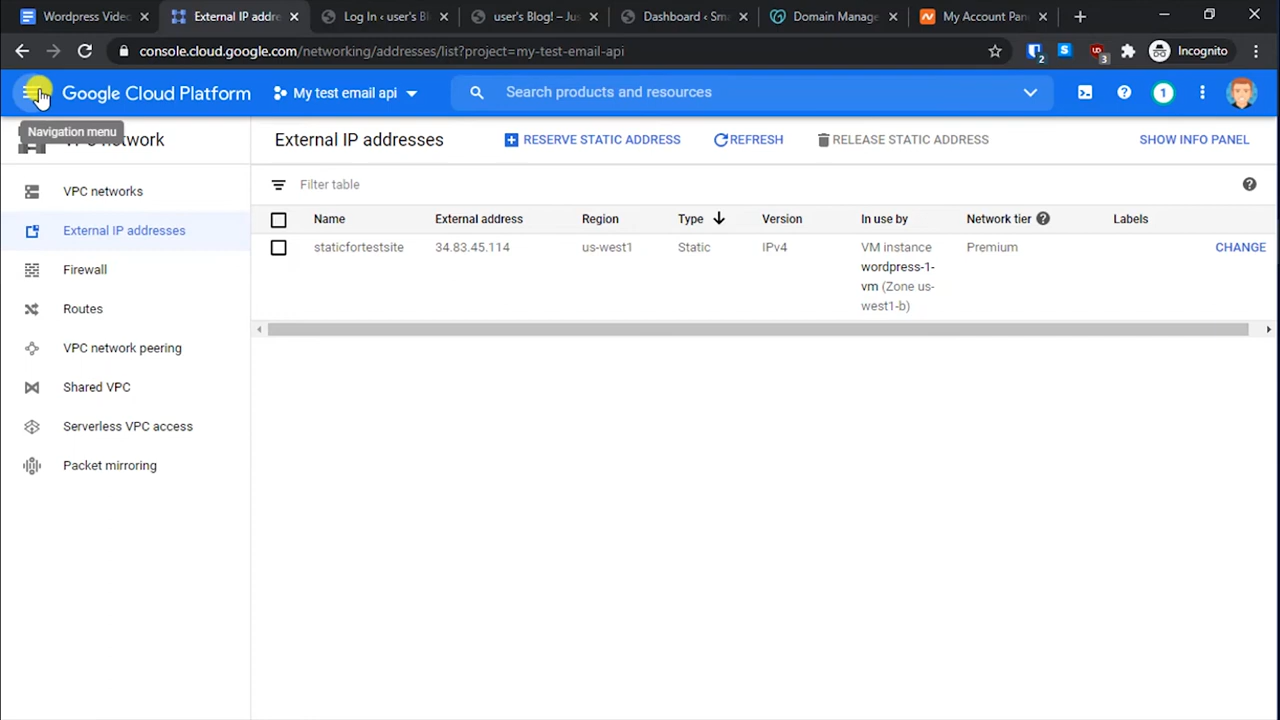 Wordpress Videc
External IP addre
Log In ‹ user's Bl
user's Blog! – Jus
Dashboard ‹ Sm
Domain Manage
My Account Pan
console.cloud.google.com/networking/addresses/list?project=my-test-email-api
2
3
Incognito
Google Cloud Platform
My test email api
Search products and resources
1
Navigation menu
network
External IP addresses
RESERVE STATIC ADDRESS
REFRESH
RELEASE STATIC ADDRESS
SHOW INFO PANEL
VPC networks
External IP addresses
Firewall
Routes
VPC network peering
Shared VPC
Serverless VPC access
Packet mirroring
Filter table
Name External address Region Type Version In use by Network tier Labels
staticfortestsite 34.83.45.114 us-west1 Static IPv4 VM instance Premium CHANGE
wordpress-1-
vm (Zone us-
west1-b)